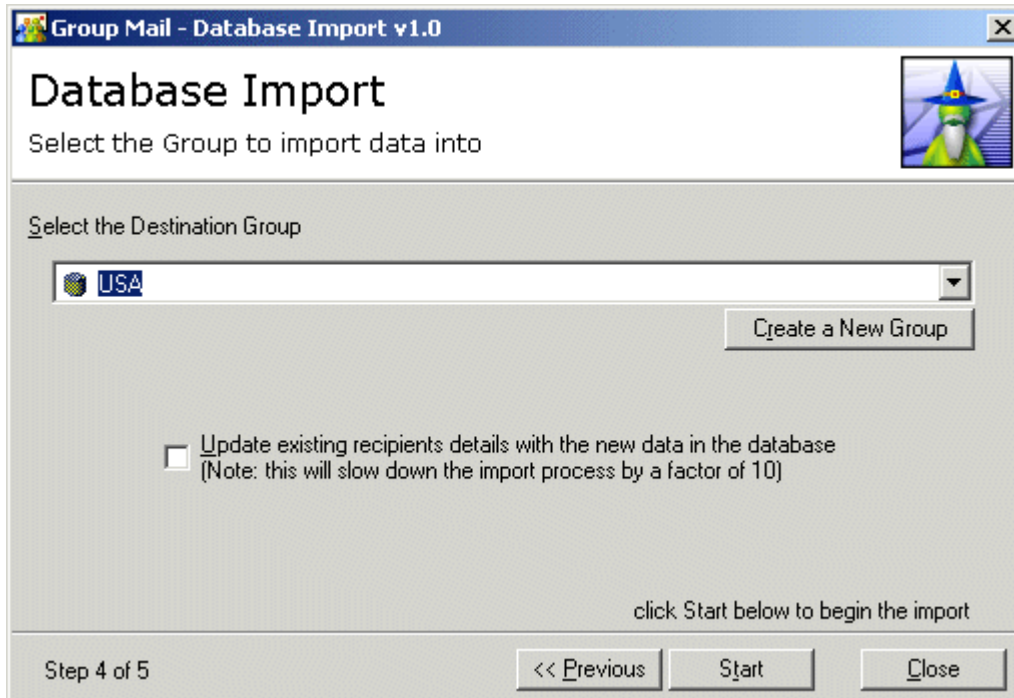 Group Mail - Database Import v1.0
Database Import
Select the Group to import data into
Select the Destination Group
USA
Create a New Group
Update existing recipients details with the new data in the database
(Note: this will slow down the import process by a factor of 10)
click Start below to begin the import
Step 4 of 5
<< Previous
Start
Close